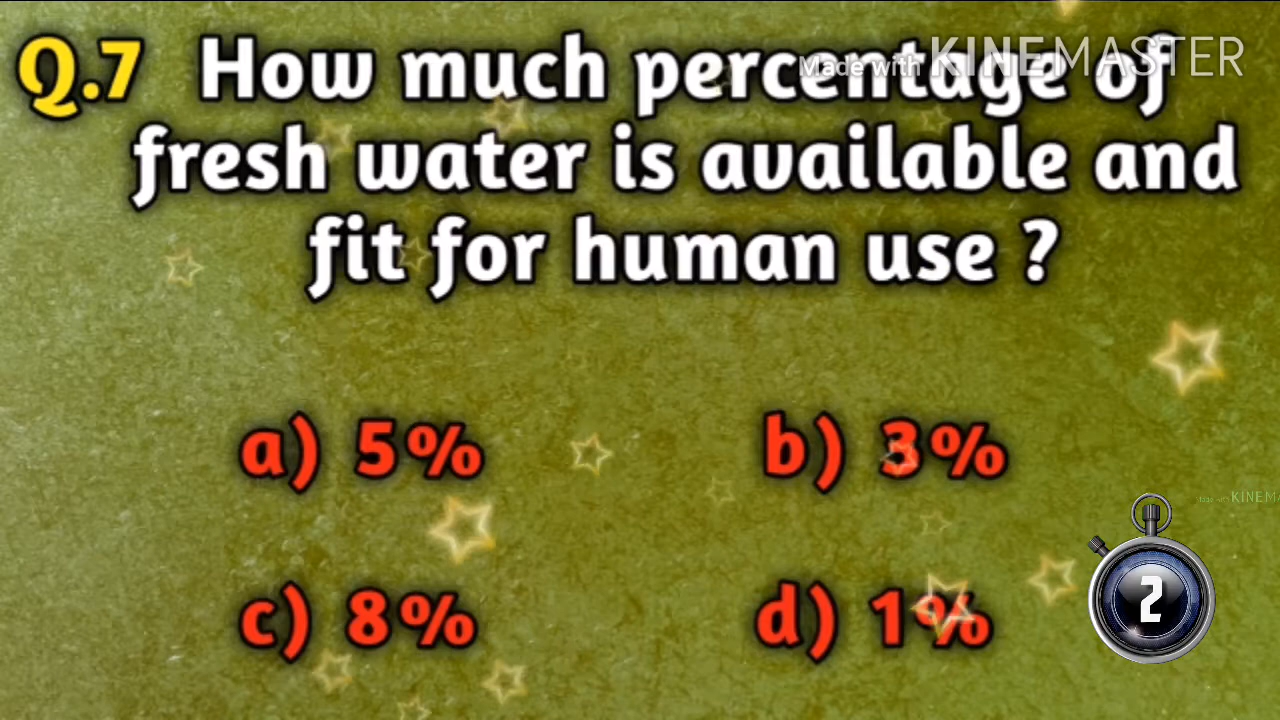 Q.7 How much percentage of
Made with KINEMASTER
fresh water is available and
fit for human use ?
a) 5% b) 3%
KINEMA
c) 8% d) 1%
2